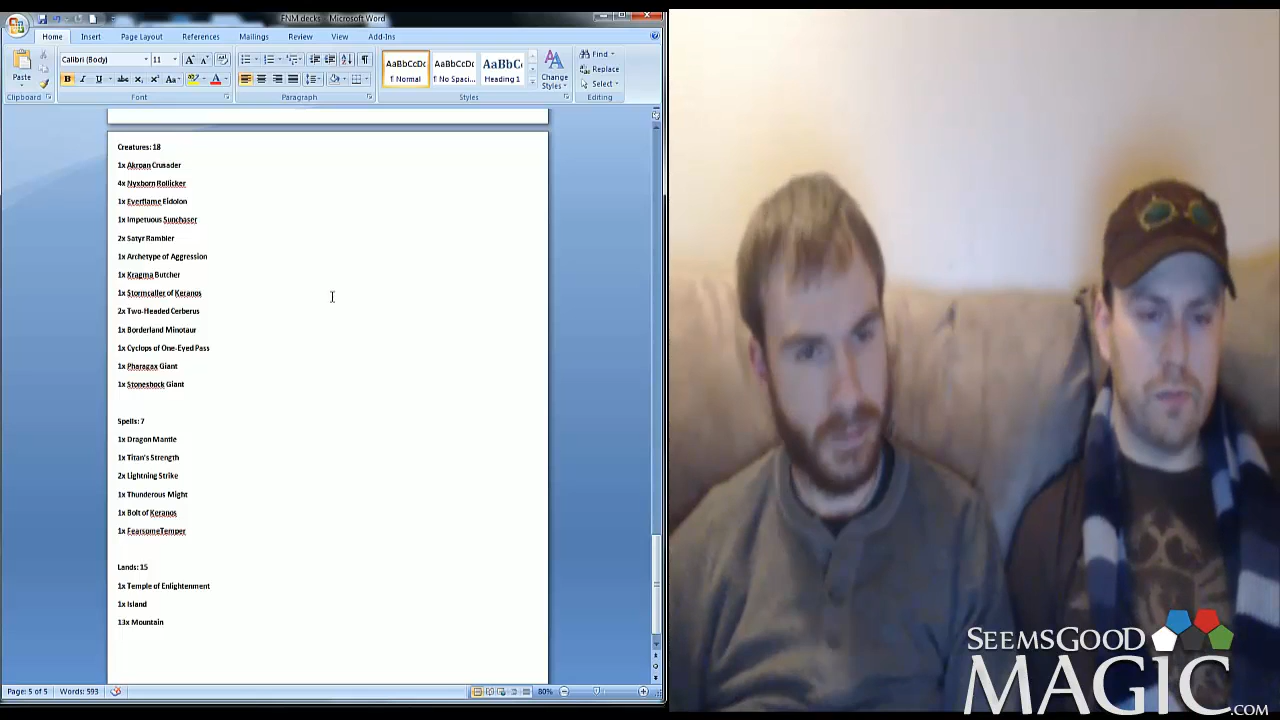 FNM decks - Microsoft Word
Home Insert Page Layout References Mailings Review View Add-Ins
Paste
Calibri (Body) 11
AaBbCcDc AaBbCcDc AaBbCc
¶ Normal ¶ No Spaci... Heading 1
Change Styles
Find
Replace
Select
Clipboard Font Paragraph Styles Editing
Creatures: 18
1x Akroan Crusader
4x Nyxborn Rollicker
1x Everflame Eidolon
1x Impetuous Sunchaser
2x Satyr Rambler
1x Archetype of Aggression
1x Kragma Butcher
1x Stormcaller of Keranos
2x Two-Headed Cerberus
1x Borderland Minotaur
1x Cyclops of One-Eyed Pass
1x Pharagax Giant
1x Stoneshock Giant
Spells: 7
1x Dragon Mantle
1x Titan's Strength
2x Lightning Strike
1x Thunderous Might
1x Bolt of Keranos
1x FearsomeTemper
Lands: 15
1x Temple of Enlightenment
1x Island
13x Mountain
Page: 5 of 5 Words: 593 80%
SEEMSGOOD
MAGIC.COM